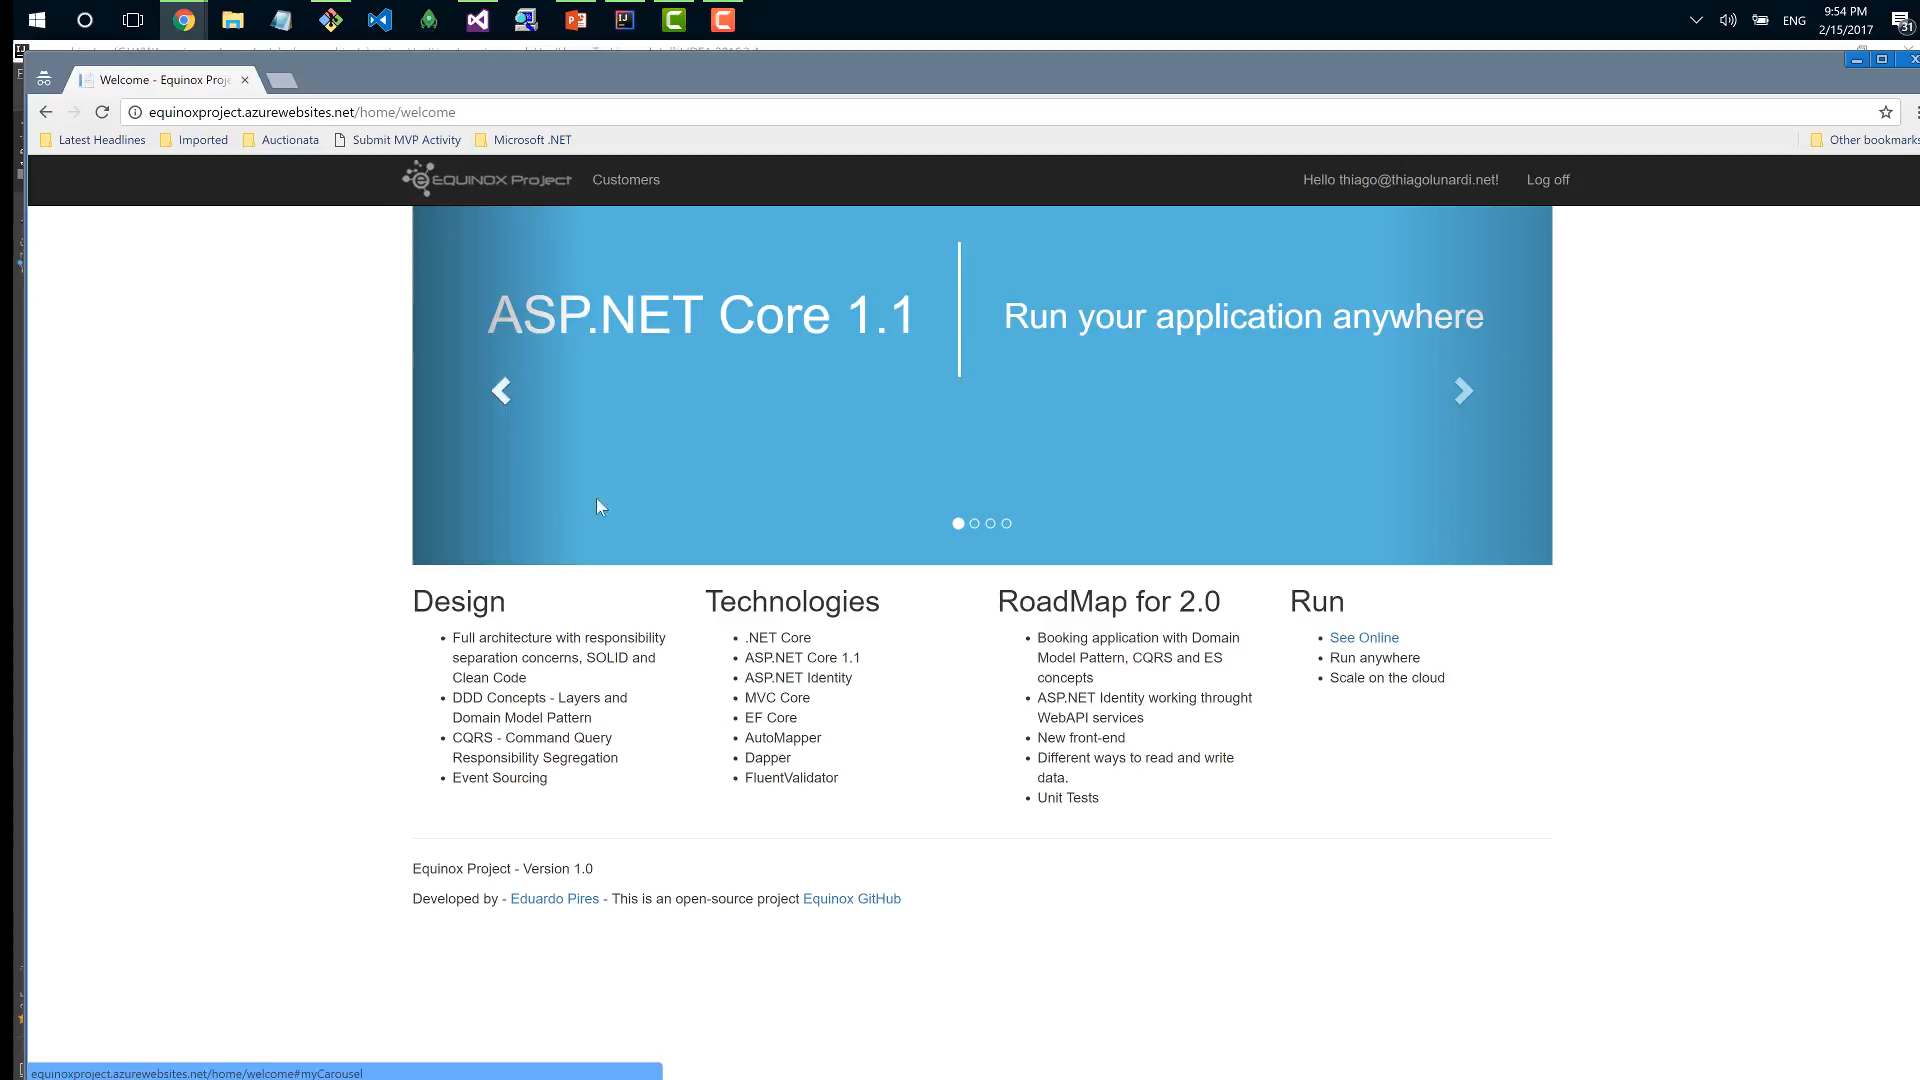 ENG
9:54 PM
2/15/2017
31
Welcome - Equinox Proj
equinoxproject.azurewebsites.net/home/welcome
Latest Headlines
Imported
Auctionata
Submit MVP Activity
Microsoft .NET
Other bookmarks
EQUINOX Project
Customers
Hello thiago@thiagolunardi.net!
Log off
ASP.NET Core 1.1
Run your application anywhere
Design
• Full architecture with responsibility
separation concerns, SOLID and
Clean Code
• DDD Concepts - Layers and
Domain Model Pattern
• CQRS - Command Query
Responsibility Segregation
• Event Sourcing
Technologies
• .NET Core
• ASP.NET Core 1.1
• ASP.NET Identity
• MVC Core
• EF Core
• AutoMapper
• Dapper
• FluentValidator
RoadMap for 2.0
• Booking application with Domain
Model Pattern, CQRS and ES
concepts
• ASP.NET Identity working throught
WebAPI services
• New front-end
• Different ways to read and write
data.
• Unit Tests
Run
• See Online
• Run anywhere
• Scale on the cloud
Equinox Project - Version 1.0
Developed by - Eduardo Pires - This is an open-source project Equinox GitHub
equinoxproject.azurewebsites.net/home/welcome#myCarousel